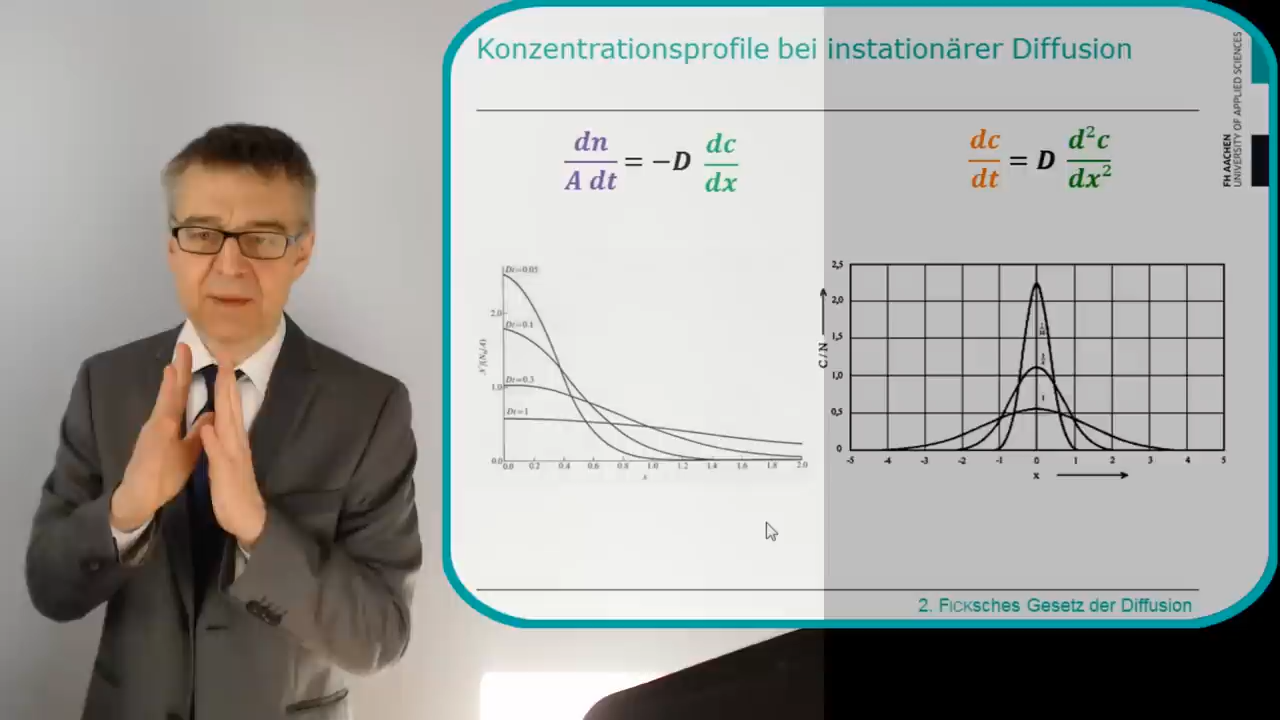 Konzentrationsprofile bei instationärer Diffusion
FH AACHEN
UNIVERSITY OF APPLIED SCIENCES
dn
A dt
= −D
dc
dx
dc
dt
= D
d²c
dx²
Dt=0.05
2.0
Dt=0.1
Dt=0.3
1.0
Dt=1
0.0
0.0 0.2 0.4 0.6 0.8 1.0 1.2 1.4 1.6 1.8 2.0
x
2,5
2,0
1,5
1,0
0,5
0
C / N
1
-5 -4 -3 -2 -1 0 1 2 3 4 5
x
2. FICKsches Gesetz der Diffusion